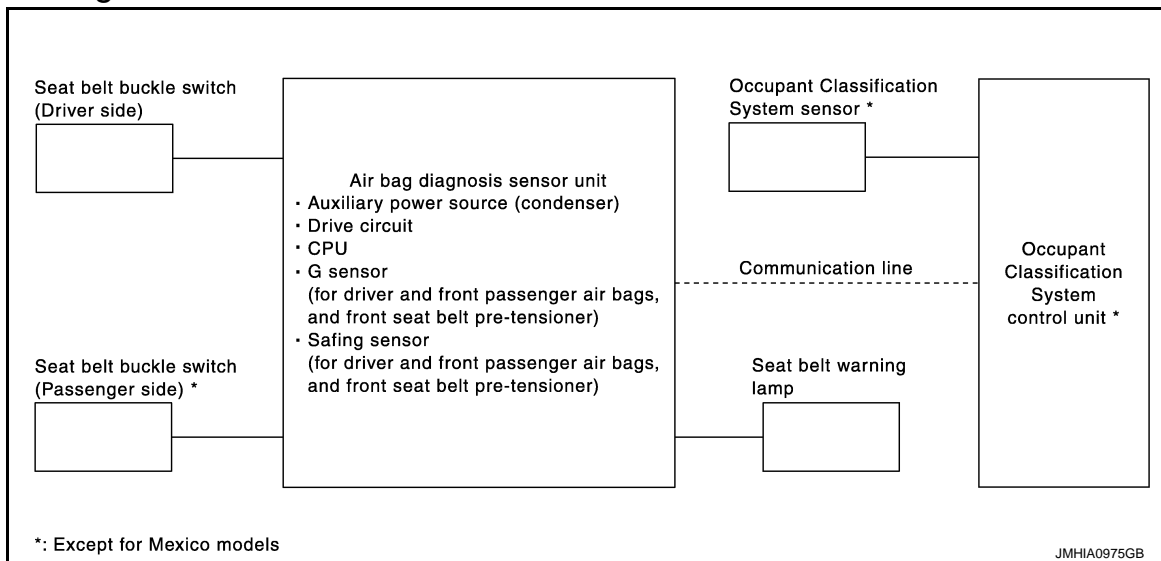 Seat belt buckle switch
(Driver side)
Air bag diagnosis sensor unit
· Auxiliary power source (condenser)
· Drive circuit
· CPU
· G sensor
(for driver and front passenger air bags,
and front seat belt pre-tensioner)
· Safing sensor
(for driver and front passenger air bags,
and front seat belt pre-tensioner)
Occupant Classification
System sensor *
Communication line
Occupant
Classification
System
control unit *
Seat belt buckle switch
(Passenger side) *
Seat belt warning
lamp
*: Except for Mexico models
JMHIA0975GB